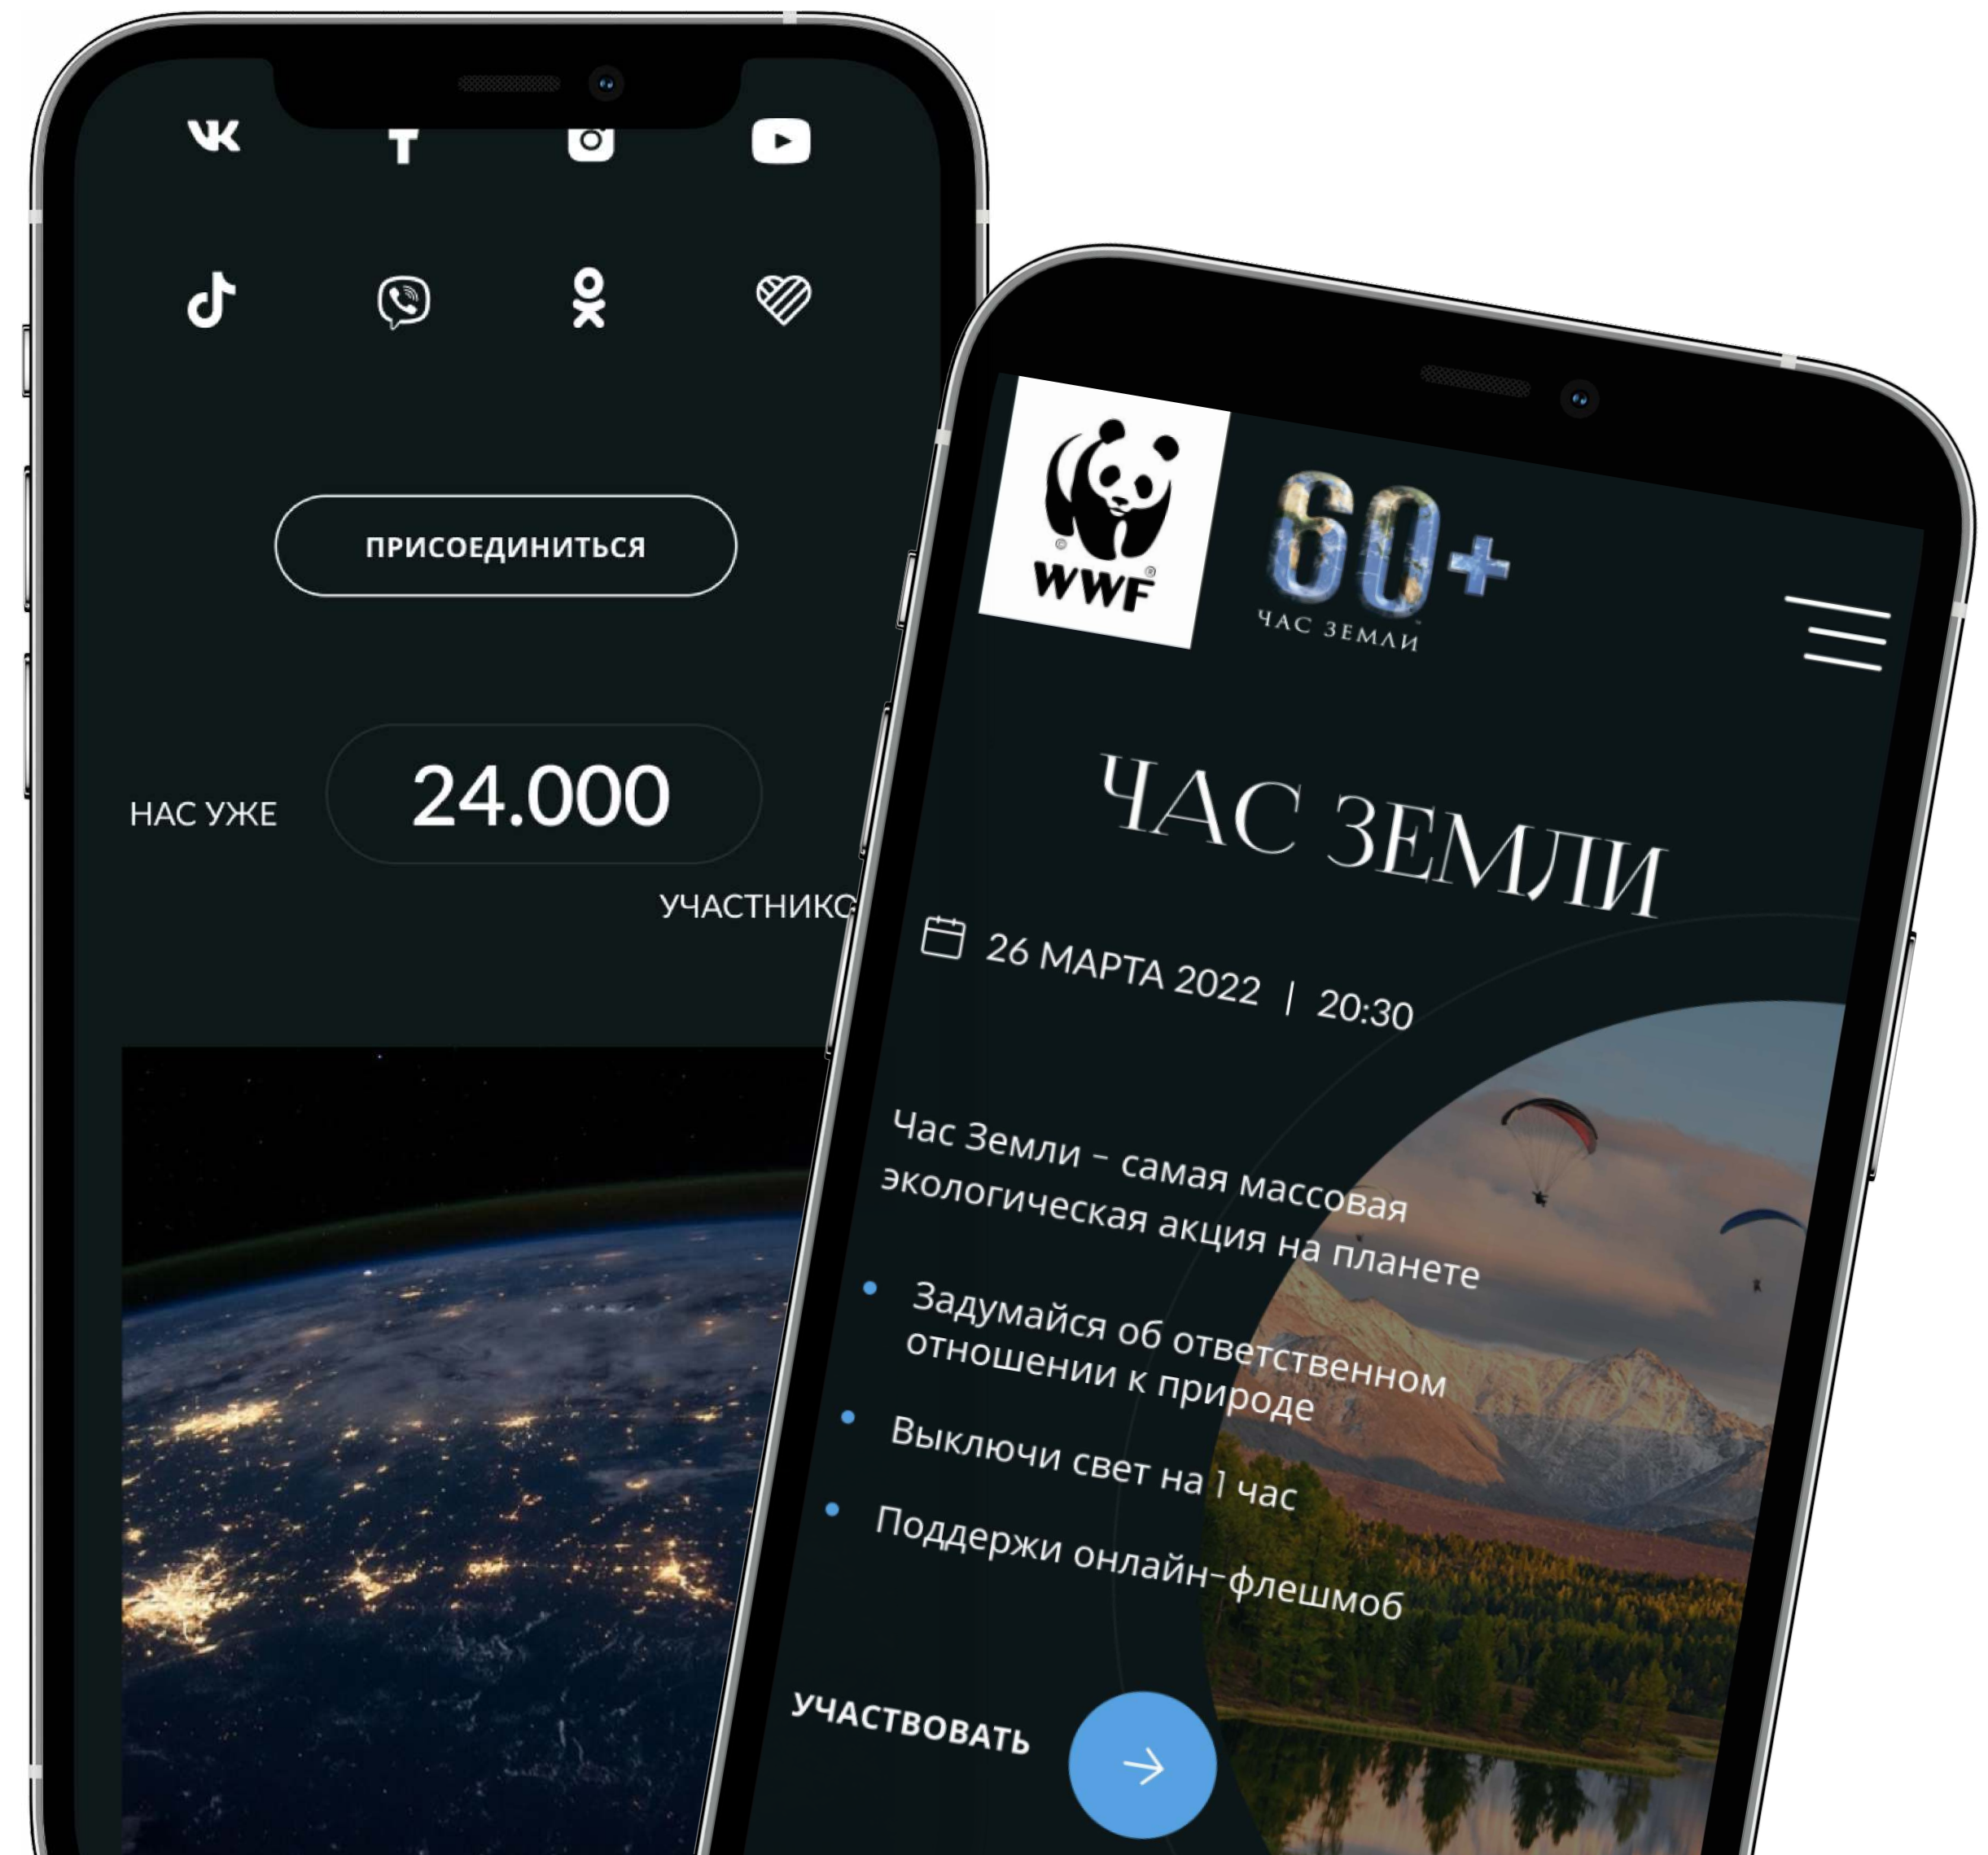 ПРИСОЕДИНИТЬСЯ
НАС УЖЕ
24.000
УЧАСТНИКО
WWF
60+
ЧАС ЗЕМЛИ
ЧАС ЗЕМЛИ
26 МАРТА 2022 | 20:30
Час Земли – самая массовая
экологическая акция на планете
Задумайся об ответственном
отношении к природе
Выключи свет на 1 час
Поддержи онлайн-флешмоб
УЧАСТВОВАТЬ